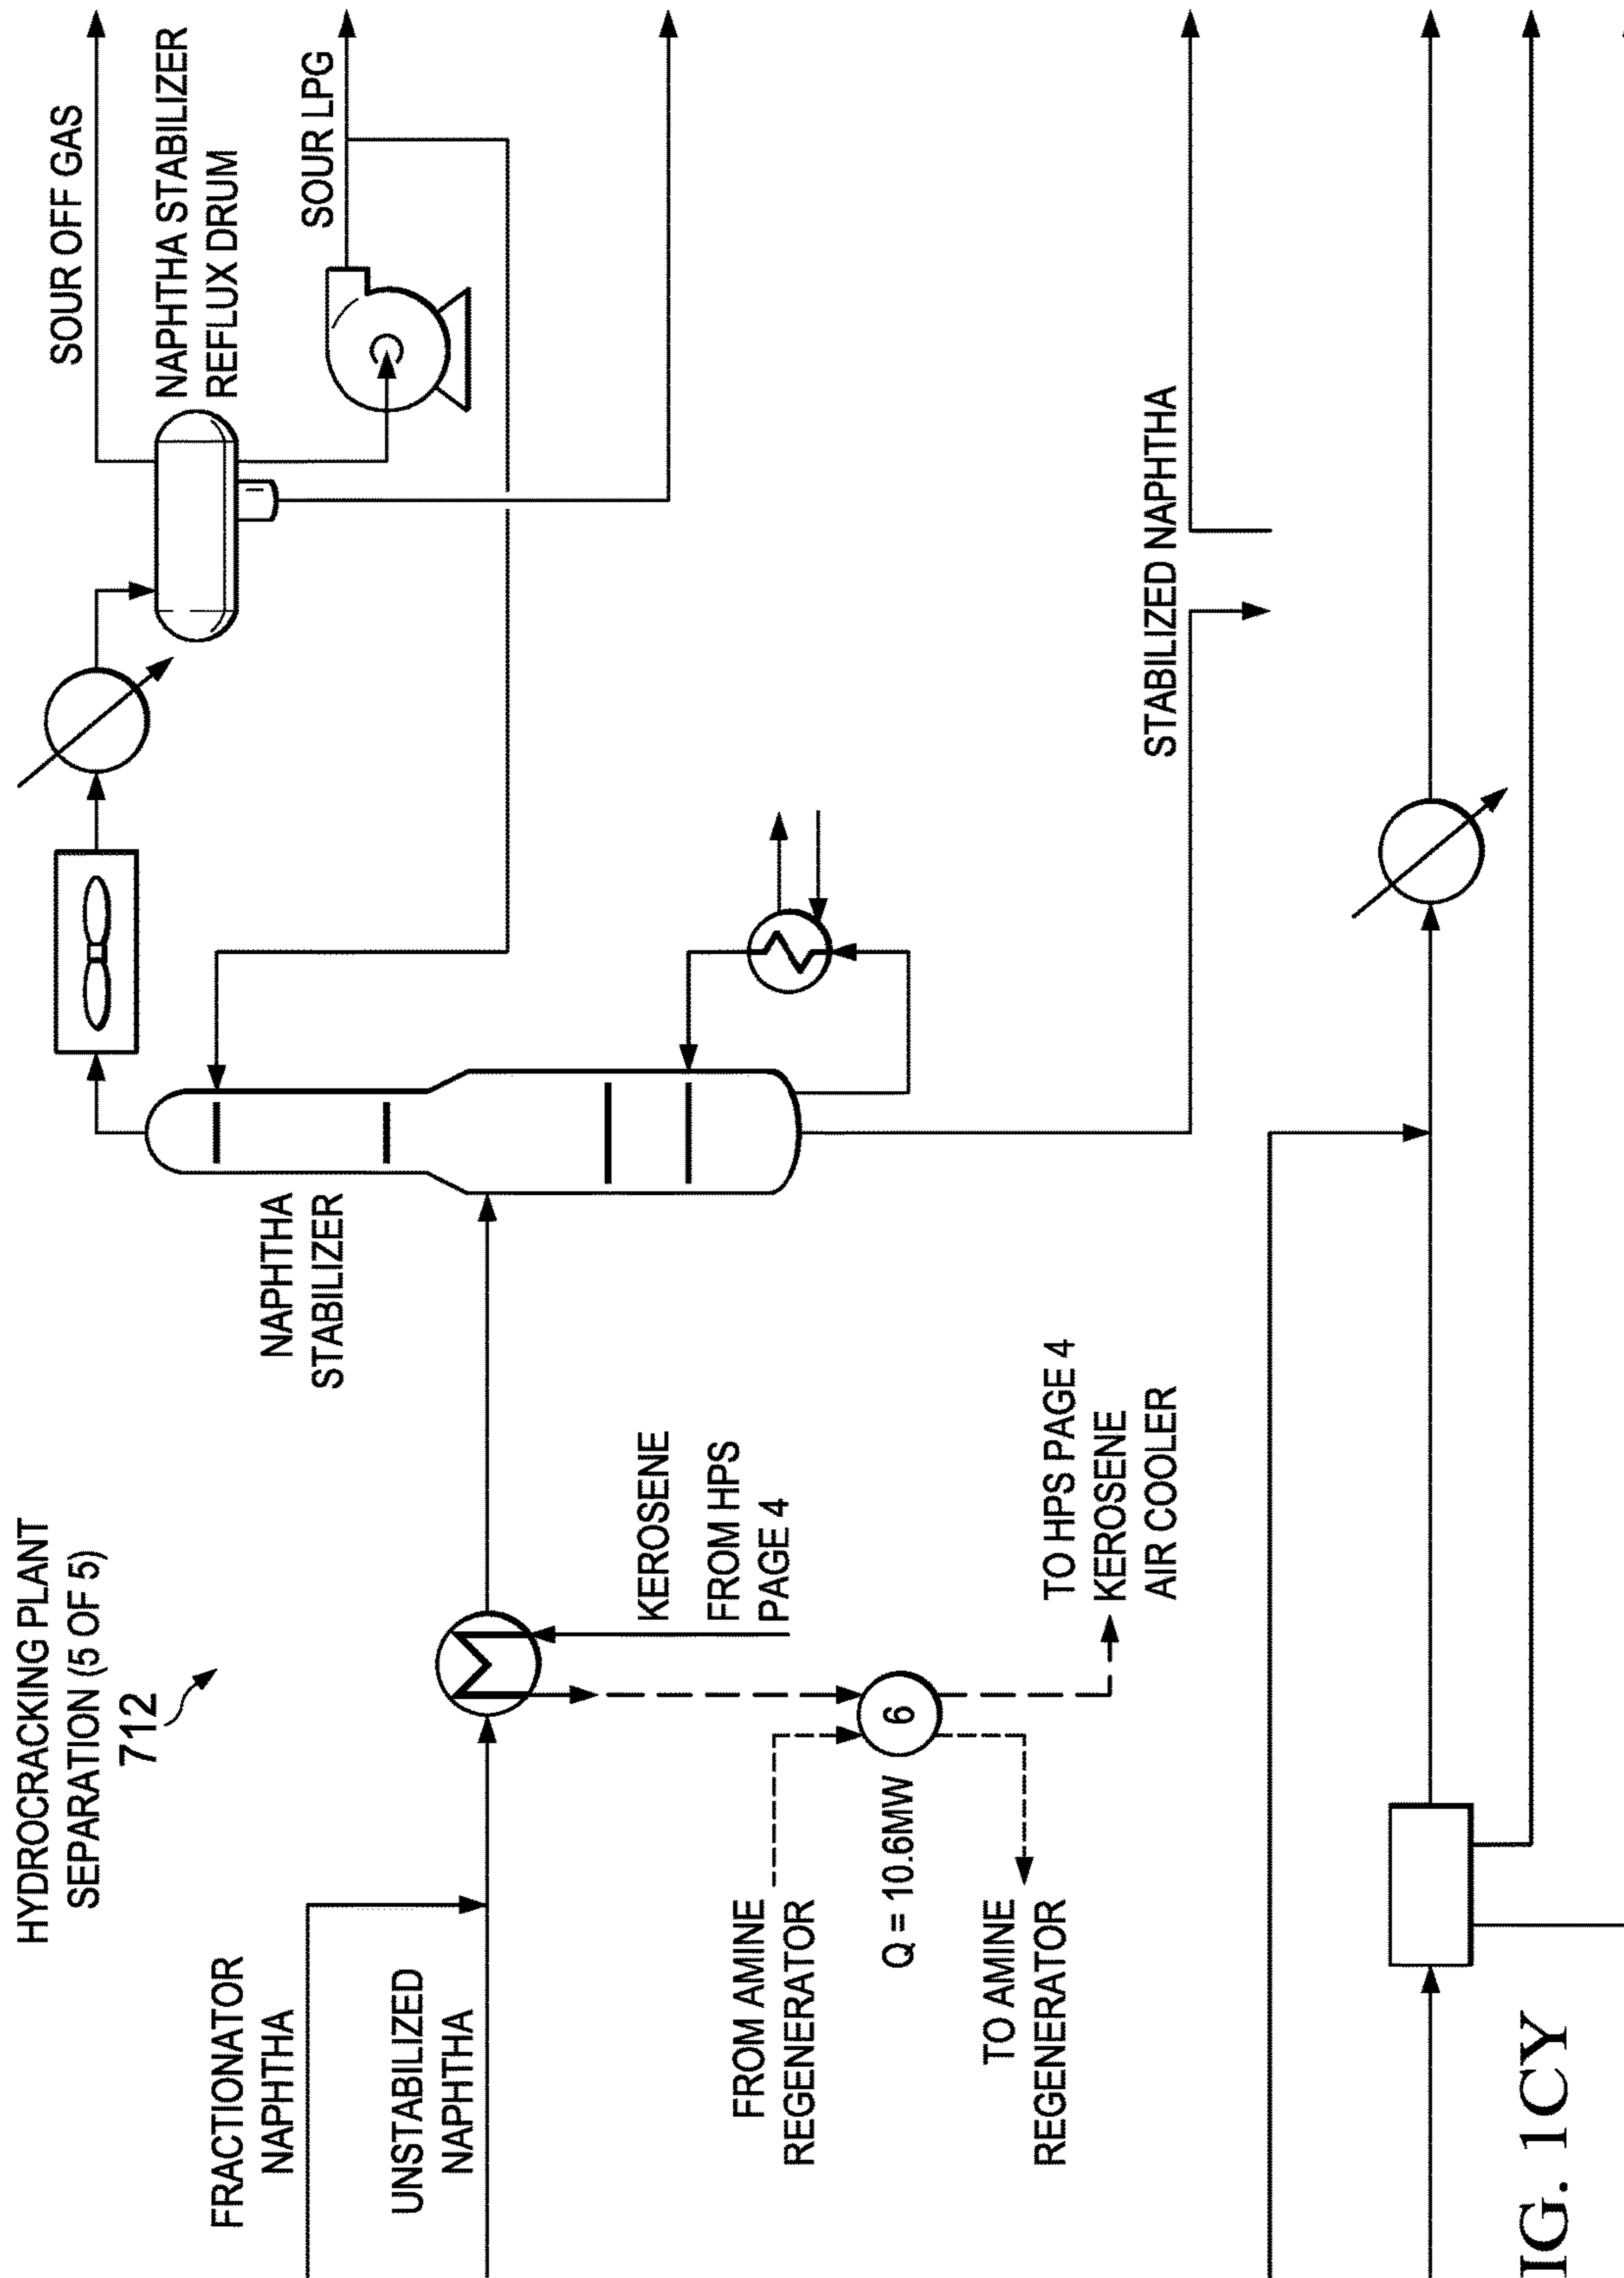 HYDROCRACKING PLANT
SEPARATION (5 OF 5)
712
FRACTIONATOR
NAPHTHA
UNSTABILIZED
NAPHTHA
NAPHTHA
STABILIZER
SOUR OFF GAS
NAPHTHA STABILIZER
REFLUX DRUM
SOUR LPG
KEROSENE
FROM HPS
PAGE 4
FROM AMINE
REGENERATOR
6
Q = 10.6MW
TO AMINE
REGENERATOR
TO HPS PAGE 4
KEROSENE
AIR COOLER
STABILIZED NAPHTHA
IG. 1CY